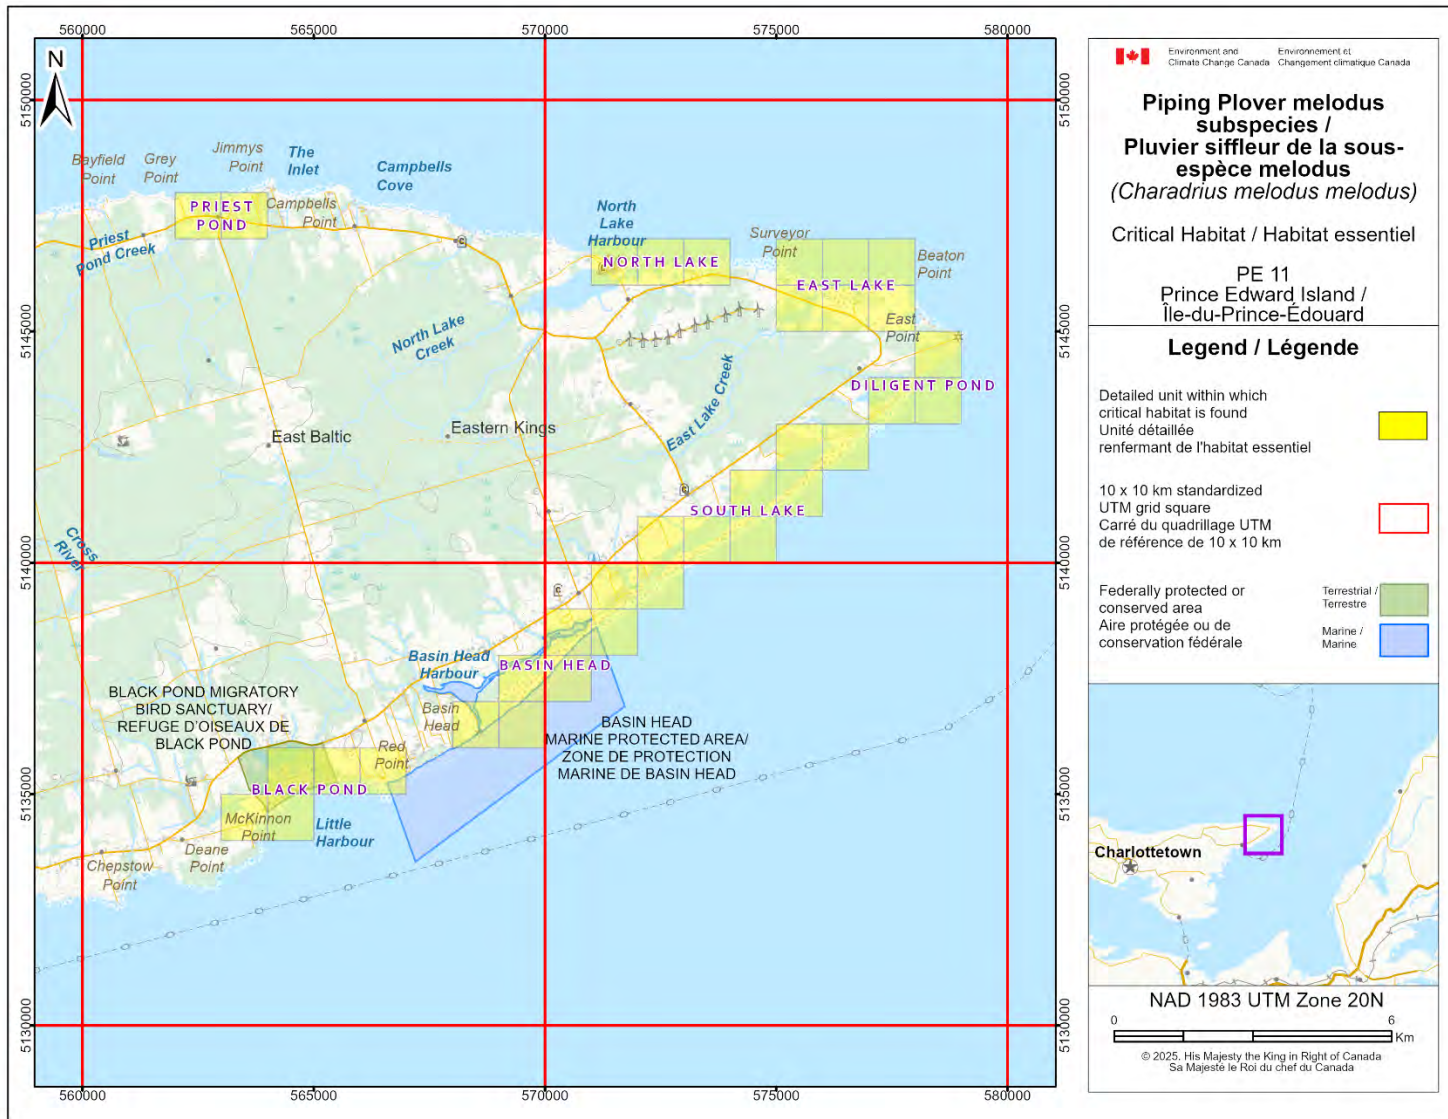 560000
565000
570000
575000
580000
N
5150000
5150000
Bayfield
Point
Grey
Point
Jimmys
Point
The
Inlet
Campbells
Cove
PRIEST
POND
Campbells
Point
Priest
Pond Creek
North
Lake
Harbour
NORTH LAKE
Surveyor
Point
Beaton
Point
EAST LAKE
East
Point
5145000
5145000
North Lake
Creek
East Lake Creek
DILIGENT POND
East Baltic
Eastern Kings
SOUTH LAKE
Cross
River
5140000
5140000
Basin Head
Harbour
BASIN HEAD
BLACK POND MIGRATORY
BIRD SANCTUARY/
REFUGE D'OISEAUX DE
BLACK POND
Basin
Head
Red
Point
BASIN HEAD
MARINE PROTECTED AREA/
ZONE DE PROTECTION
MARINE DE BASIN HEAD
BLACK POND
5135000
5135000
McKinnon
Point
Little
Harbour
Deane
Point
Chepstow
Point
5130000
5130000
560000
565000
570000
575000
580000
Environment and
Climate Change Canada
Environnement et
Changement climatique Canada
Piping Plover melodus
subspecies /
Pluvier siffleur de la sous-
espèce melodus
(Charadrius melodus melodus)
Critical Habitat / Habitat essentiel
PE 11
Prince Edward Island /
Île-du-Prince-Édouard
Legend / Légende
Detailed unit within which
critical habitat is found
Unité détaillée
renfermant de l'habitat essentiel
10 x 10 km standardized
UTM grid square
Carré du quadrillage UTM
de référence de 10 x 10 km
Federally protected or
conserved area
Aire protégée ou de
conservation fédérale
Terrestrial /
Terrestre
Marine /
Marine
Charlottetown
NAD 1983 UTM Zone 20N
0
6
Km
© 2025. His Majesty the King in Right of Canada
Sa Majesté le Roi du chef du Canada